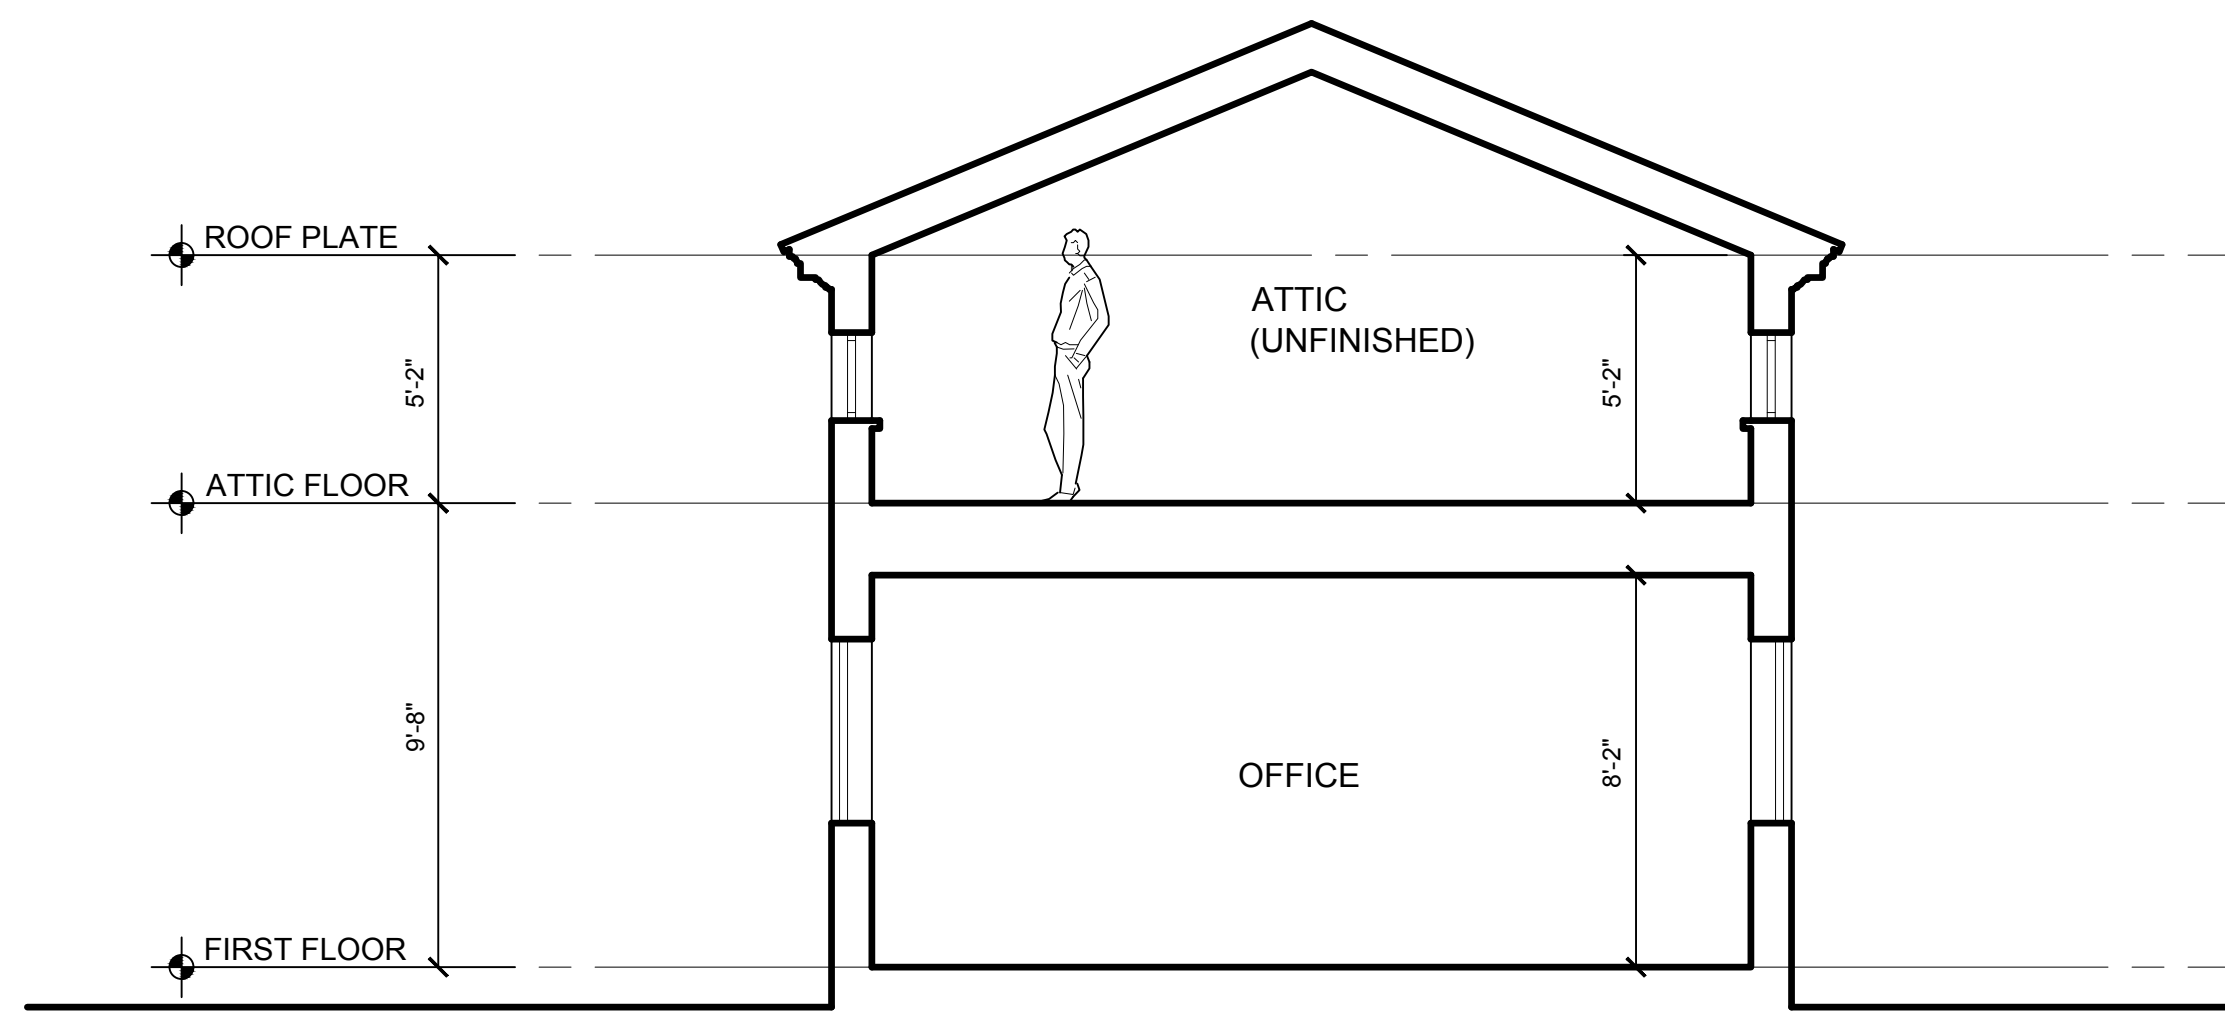 ROOF PLATE
ATTIC
(UNFINISHED)
5'-2"
5'-2"
ATTIC FLOOR
9'-8"
8'-2"
OFFICE
FIRST FLOOR